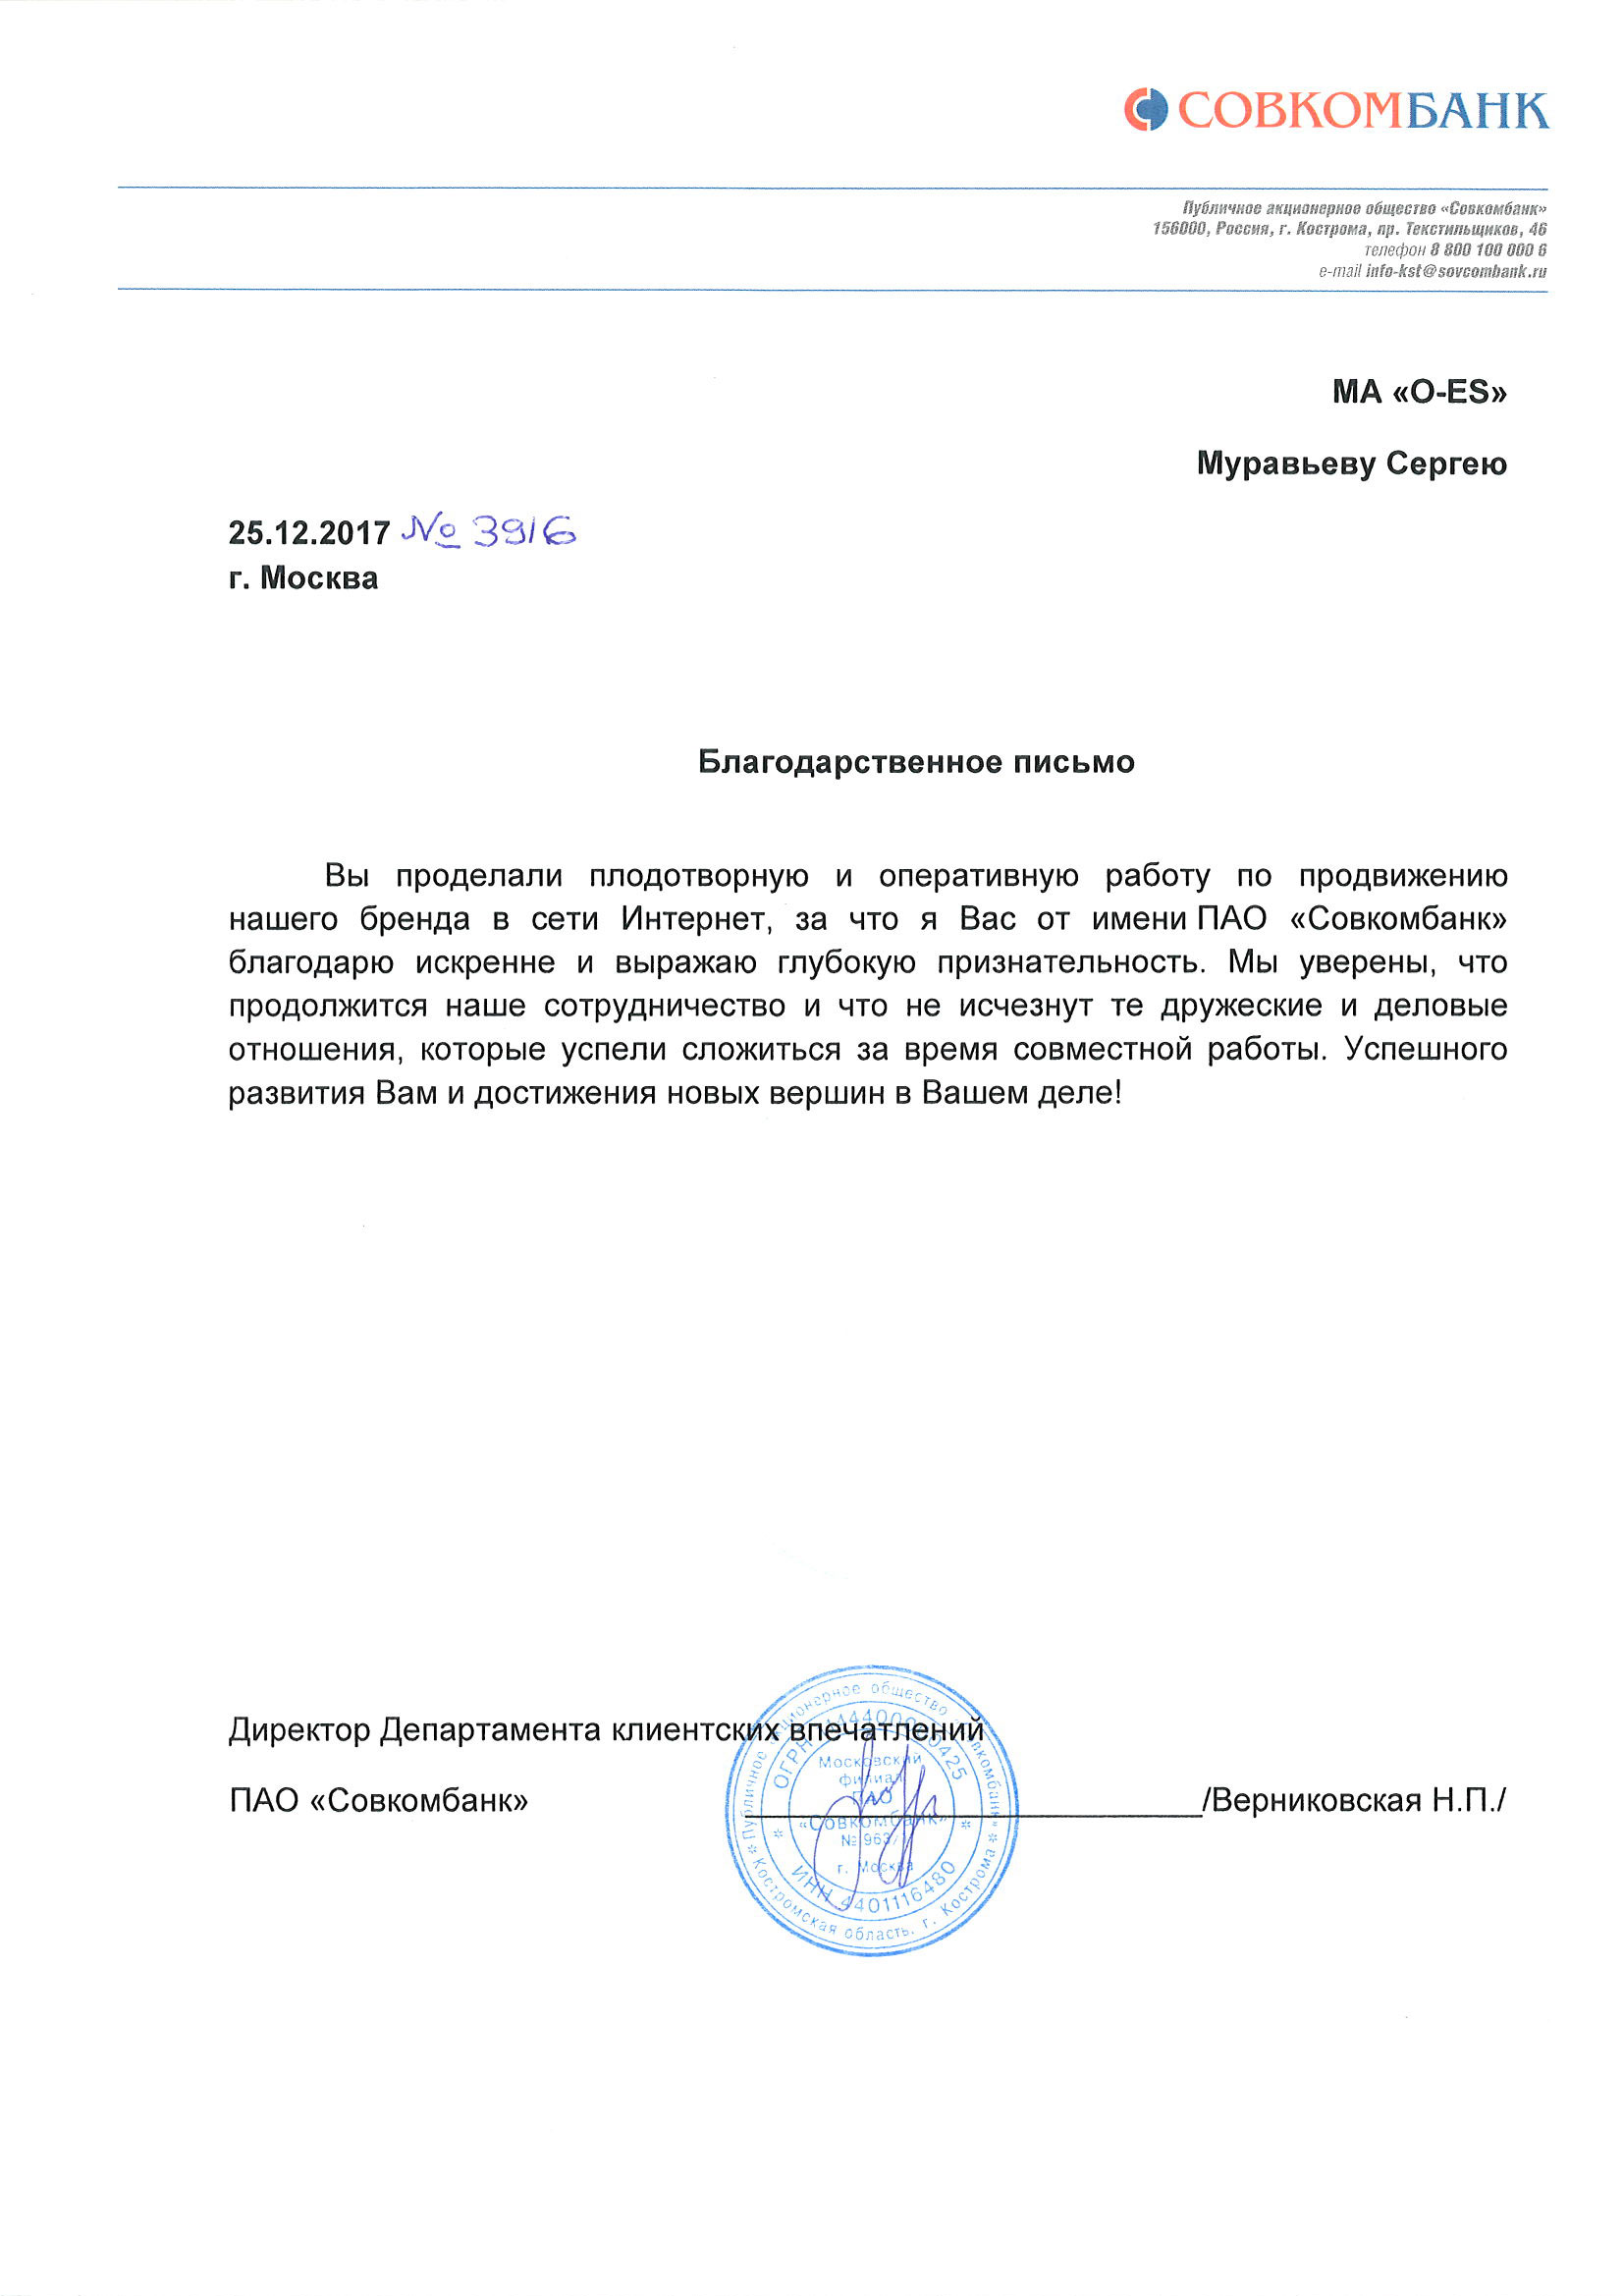 СОВКОМБАНК
Публичное акционерное общество «Совкомбанк»
156000, Россия, г. Кострома, пр. Текстильщиков, 46
телефон 8 800 100 000 6
e-mail info-kst@sovcombank.ru
МА «O-ES»
Муравьеву Сергею
25.12.2017 № 3916
г. Москва
Благодарственное письмо
Вы проделали плодотворную и оперативную работу по продвижению
нашего бренда в сети Интернет, за что я Вас от имени ПАО «Совкомбанк»
благодарю искренне и выражаю глубокую признательность. Мы уверены, что
продолжится наше сотрудничество и что не исчезнут те дружеские и деловые
отношения, которые успели сложиться за время совместной работы. Успешного
развития Вам и достижения новых вершин в Вашем деле!
Директор Департамента клиентских впечатлений
ПАО «Совкомбанк» /Верниковская Н.П./
Публичное акционерное общество «Совкомбанк»
Костромская область, г. Кострома
ОГРН
ИНН 4401116480
Московский
филиал
ПАО
«Совкомбанк»
г. Москва